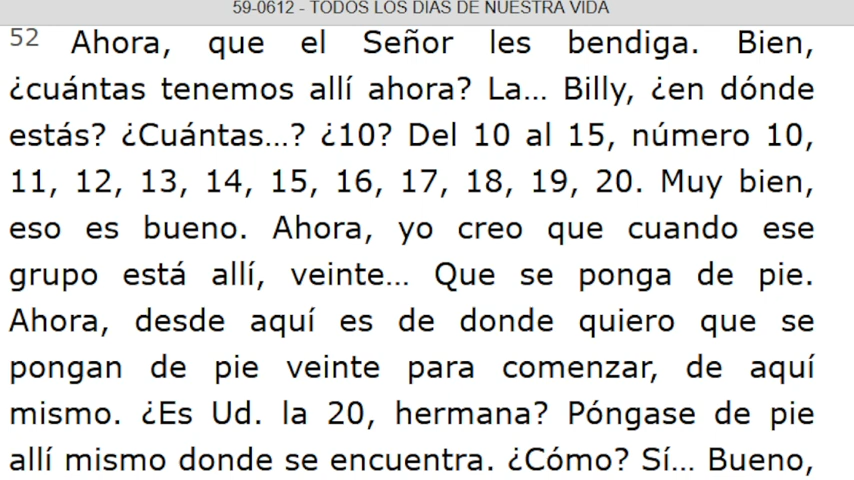 59-0612 - TODOS LOS DIAS DE NUESTRA VIDA
52 Ahora, que el Señor les bendiga. Bien,
¿cuántas tenemos allí ahora? La... Billy, ¿en dónde
estás? ¿Cuántas...? ¿10? Del 10 al 15, número 10,
11, 12, 13, 14, 15, 16, 17, 18, 19, 20. Muy bien,
eso es bueno. Ahora, yo creo que cuando ese
grupo está allí, veinte... Que se ponga de pie.
Ahora, desde aquí es de donde quiero que se
pongan de pie veinte para comenzar, de aquí
mismo. ¿Es Ud. la 20, hermana? Póngase de pie
allí mismo donde se encuentra. ¿Cómo? Sí... Bueno,